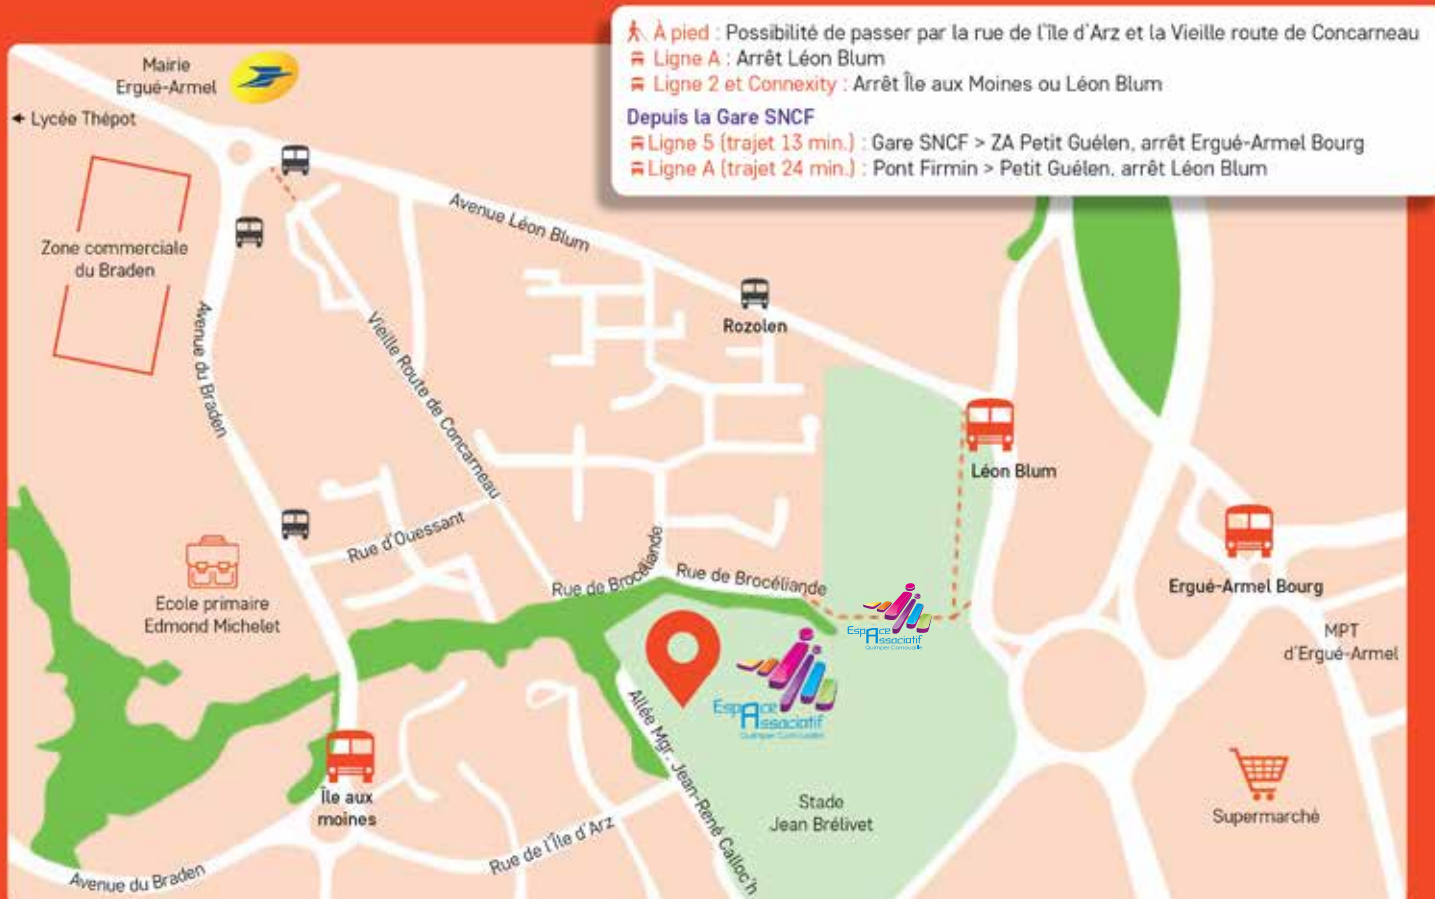 À pied : Possibilité de passer par la rue de l'île d'Arz et la Vieille route de Concarneau
Ligne A : Arrêt Léon Blum
Ligne 2 et Connexity : Arrêt Île aux Moines ou Léon Blum
Depuis la Gare SNCF
Ligne 5 (trajet 13 min.) : Gare SNCF > ZA Petit Guélen, arrêt Ergué-Armel Bourg
Ligne A (trajet 24 min.) : Pont Firmin > Petit Guélen, arrêt Léon Blum
Mairie
Ergué-Armel
Lycée Thépot
Zone commerciale
du Braden
Avenue Léon Blum
Avenue du Braden
Vieille Route de Concarneau
Rozolen
Léon Blum
Rue d'Ouessant
Ecole primaire
Edmond Michelet
Rue de Brocéliande
Rue de Brocéliande
Ergué-Armel Bourg
MPT
d'Ergué-Armel
Espace
Associatif
Quimper Cornouaille
Espace
Associatif
Quimper Cornouaille
Allée Mgr. Jean-René Calloc'h
Île aux
moines
Stade
Jean Brélivet
Supermarché
Rue de l'Île d'Arz
Avenue du Braden